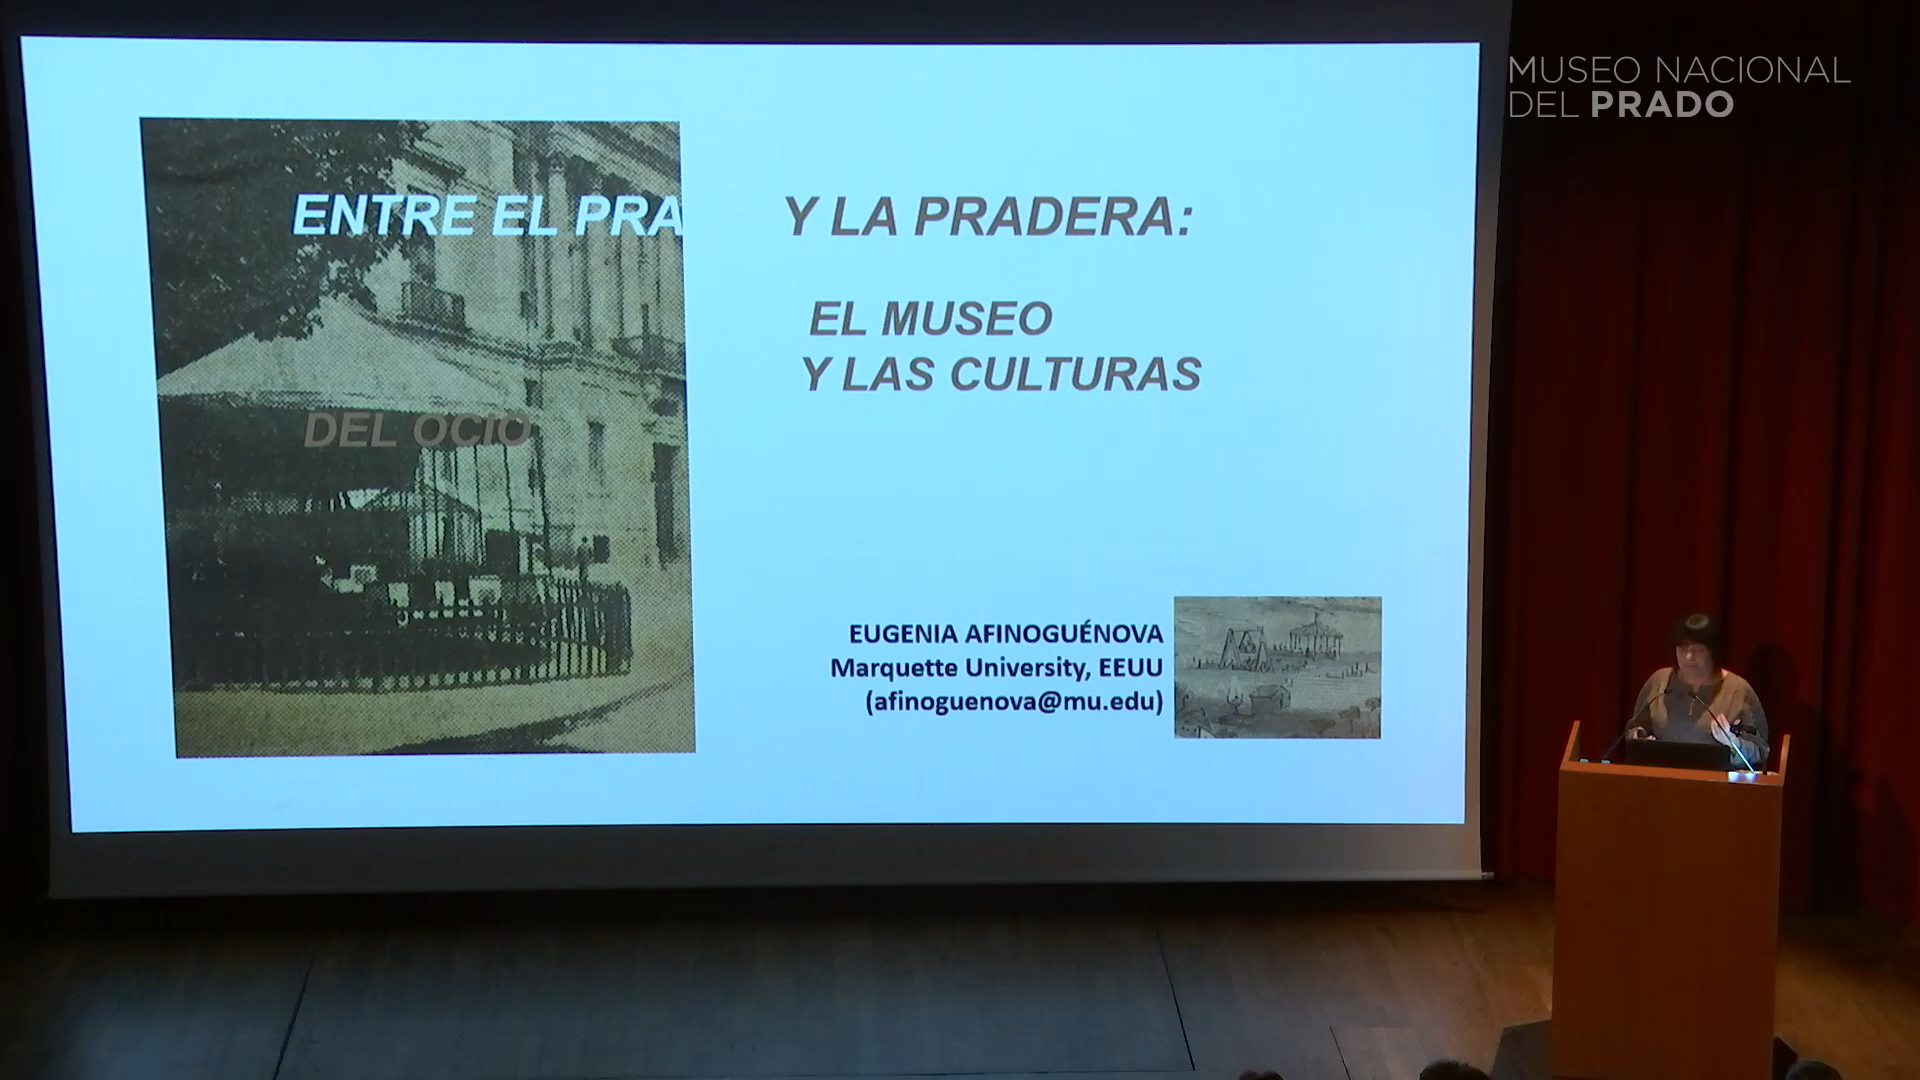 MUSEO NACIONAL
DEL PRADO
ENTRE EL PRA Y LA PRADERA:
EL MUSEO
Y LAS CULTURAS
DEL OCIO
EUGENIA AFINOGUÉNOVA
Marquette University, EEUU
(afinoguenova@mu.edu)